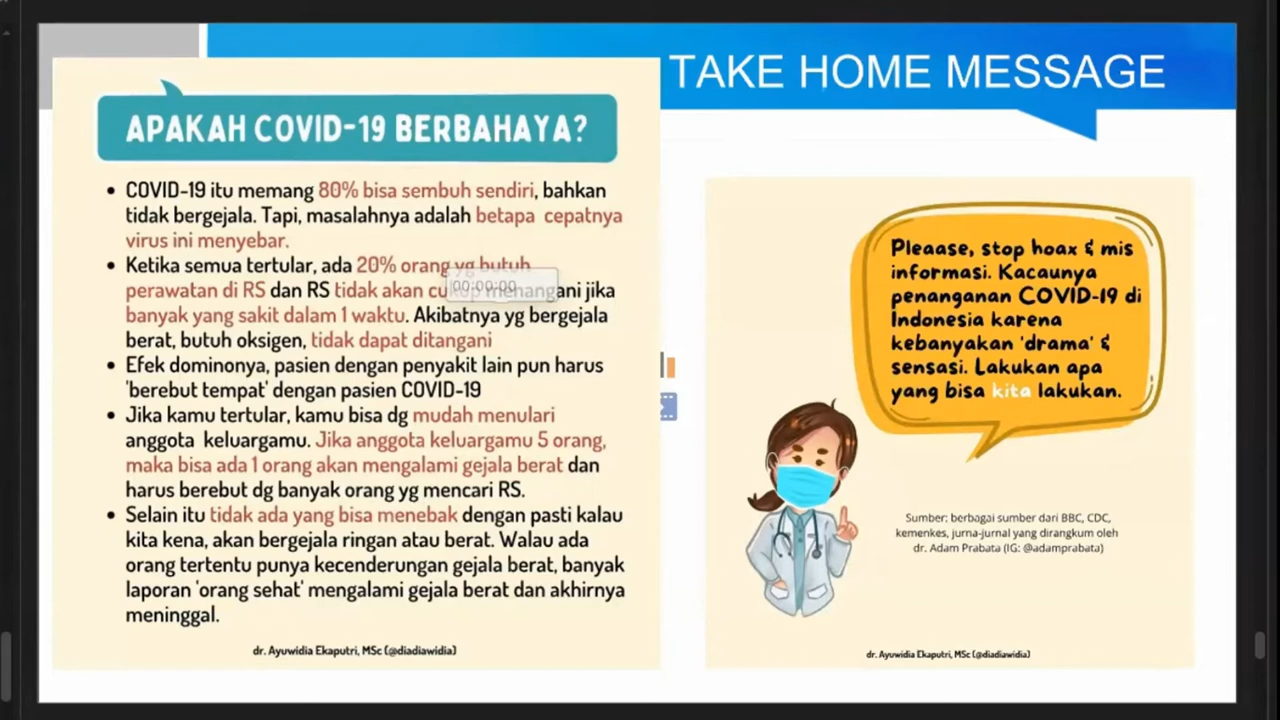 TAKE HOME MESSAGE
APAKAH COVID-19 BERBAHAYA?
• COVID-19 itu memang 80% bisa sembuh sendiri, bahkan
tidak bergejala. Tapi, masalahnya adalah betapa cepatnya
virus ini menyebar.
• Ketika semua tertular, ada 20% orang yg butuh
perawatan di RS dan RS tidak akan cukup menangani jika
banyak yang sakit dalam 1 waktu. Akibatnya yg bergejala
berat, butuh oksigen, tidak dapat ditangani
• Efek dominonya, pasien dengan penyakit lain pun harus
'berebut tempat' dengan pasien COVID-19
• Jika kamu tertular, kamu bisa dg mudah menulari
anggota keluargamu. Jika anggota keluargamu 5 orang,
maka bisa ada 1 orang akan mengalami gejala berat dan
harus berebut dg banyak orang yg mencari RS.
• Selain itu tidak ada yang bisa menebak dengan pasti kalau
kita kena, akan bergejala ringan atau berat. Walau ada
orang tertentu punya kecenderungan gejala berat, banyak
laporan 'orang sehat' mengalami gejala berat dan akhirnya
meninggal.
dr. Ayuwidia Ekaputri, MSc (@diadiawidia)
00:00:00
Pleaase, stop hoax & mis
informasi. Kacaunya
penanganan COVID-19 di
Indonesia karena
kebanyakan 'drama' &
sensasi. Lakukan apa
yang bisa kita lakukan.
Sumber: berbagai sumber dari BBC, CDC,
kemenkes, jurna-jurnal yang dirangkum oleh
dr. Adam Prabata (IG: @adamprabata)
dr. Ayuwidia Ekaputri, MSc (@diadiawidia)